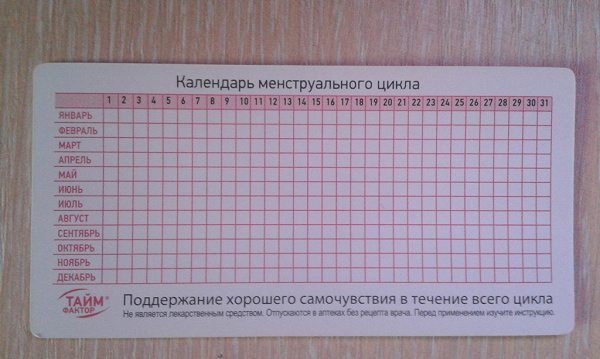 Календарь менструального цикла
1 2 3 4 5 6 7 8 9 10 11 12 13 14 15 16 17 18 19 20 21 22 23 24 25 26 27 28 29 30 31
ЯНВАРЬ
ФЕВРАЛЬ
МАРТ
АПРЕЛЬ
МАЙ
ИЮНЬ
ИЮЛЬ
АВГУСТ
СЕНТЯБРЬ
ОКТЯБРЬ
НОЯБРЬ
ДЕКАБРЬ
ТАЙМ®
ФАКТОР
Поддержание хорошего самочувствия в течение всего цикла
Не является лекарственным средством. Отпускаются в аптеках без рецепта врача. Перед применением изучите инструкцию.